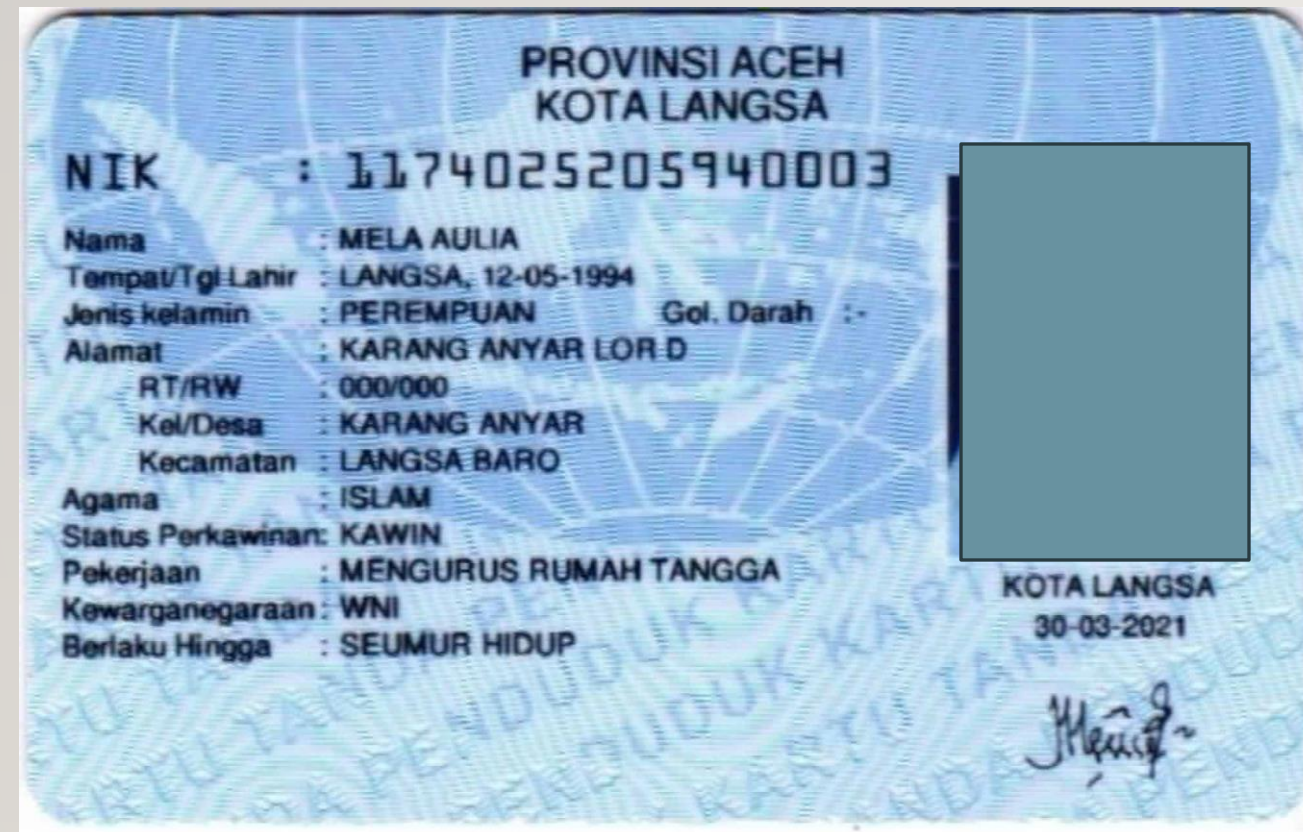 PROVINSI ACEH
KOTA LANGSA
NIK : 1174025205940003
Nama : MELA AULIA
Tempat/Tgl Lahir : LANGSA, 12-05-1994
Jenis kelamin : PEREMPUAN Gol. Darah :-
Alamat : KARANG ANYAR LOR D
RT/RW : 000/000
Kel/Desa : KARANG ANYAR
Kecamatan : LANGSA BARO
Agama : ISLAM
Status Perkawinan: KAWIN
Pekerjaan : MENGURUS RUMAH TANGGA
Kewarganegaraan : WNI
Berlaku Hingga : SEUMUR HIDUP
KOTA LANGSA
30-03-2021